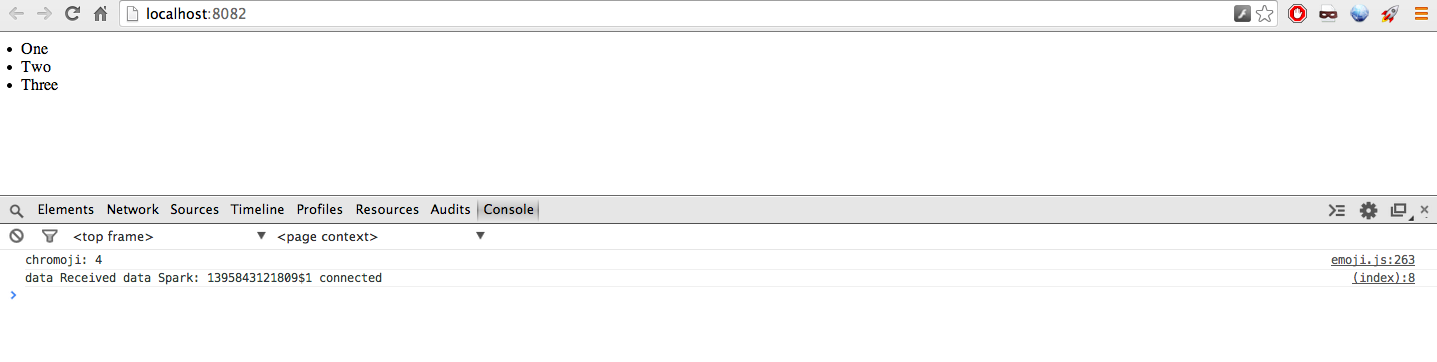 localhost:8082
• One
• Two
• Three
Elements Network Sources Timeline Profiles Resources Audits Console
<top frame> ▼ <page context> ▼
chromoji: 4 emoji.js:263
data Received data Spark: 1395843121809$1 connected (index):8